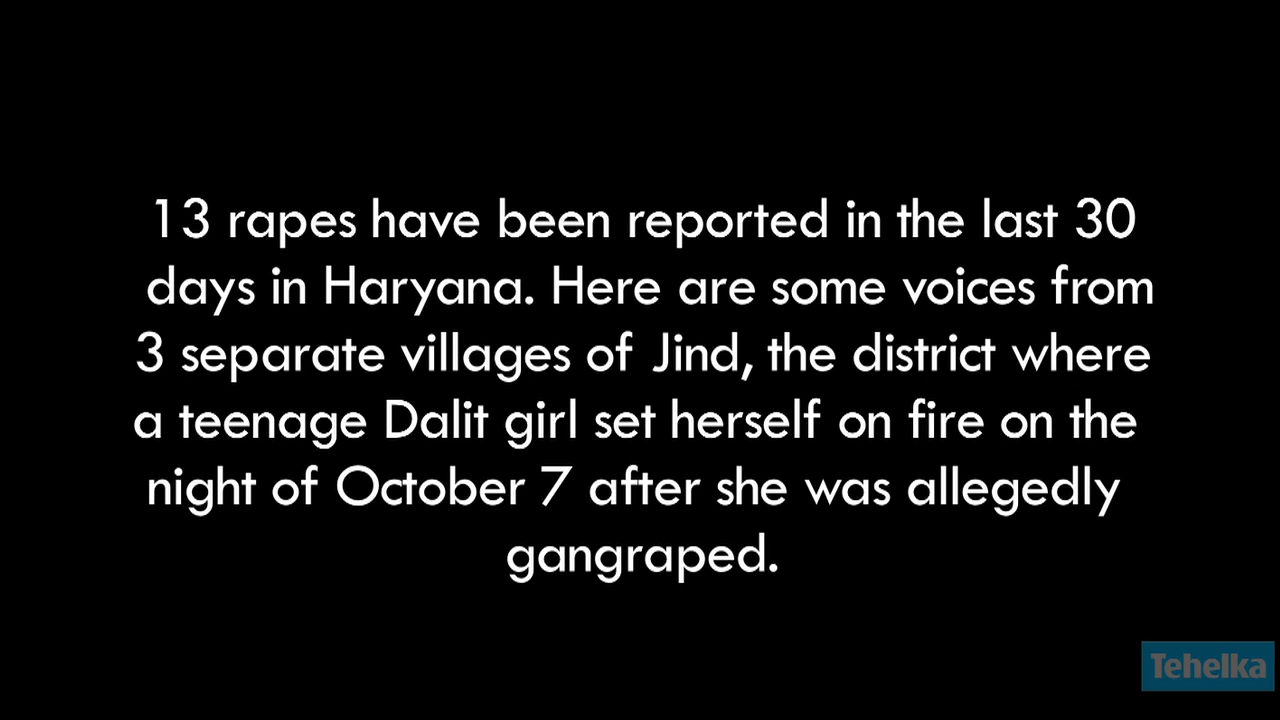 13 rapes have been reported in the last 30
days in Haryana. Here are some voices from
3 separate villages of Jind, the district where
a teenage Dalit girl set herself on fire on the
night of October 7 after she was allegedly
gangraped.
Tehelka